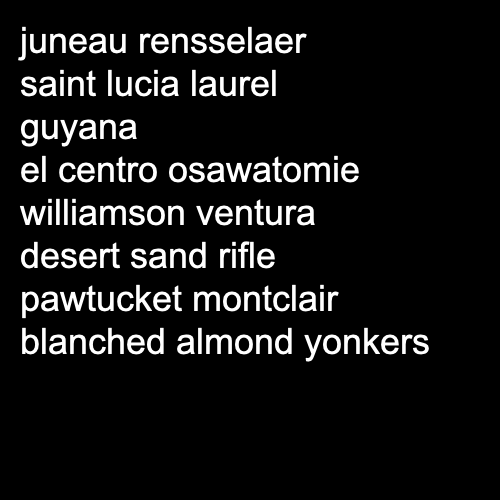 juneau rensselaer
saint lucia laurel
guyana
el centro osawatomie
williamson ventura
desert sand rifle
pawtucket montclair
blanched almond yonkers